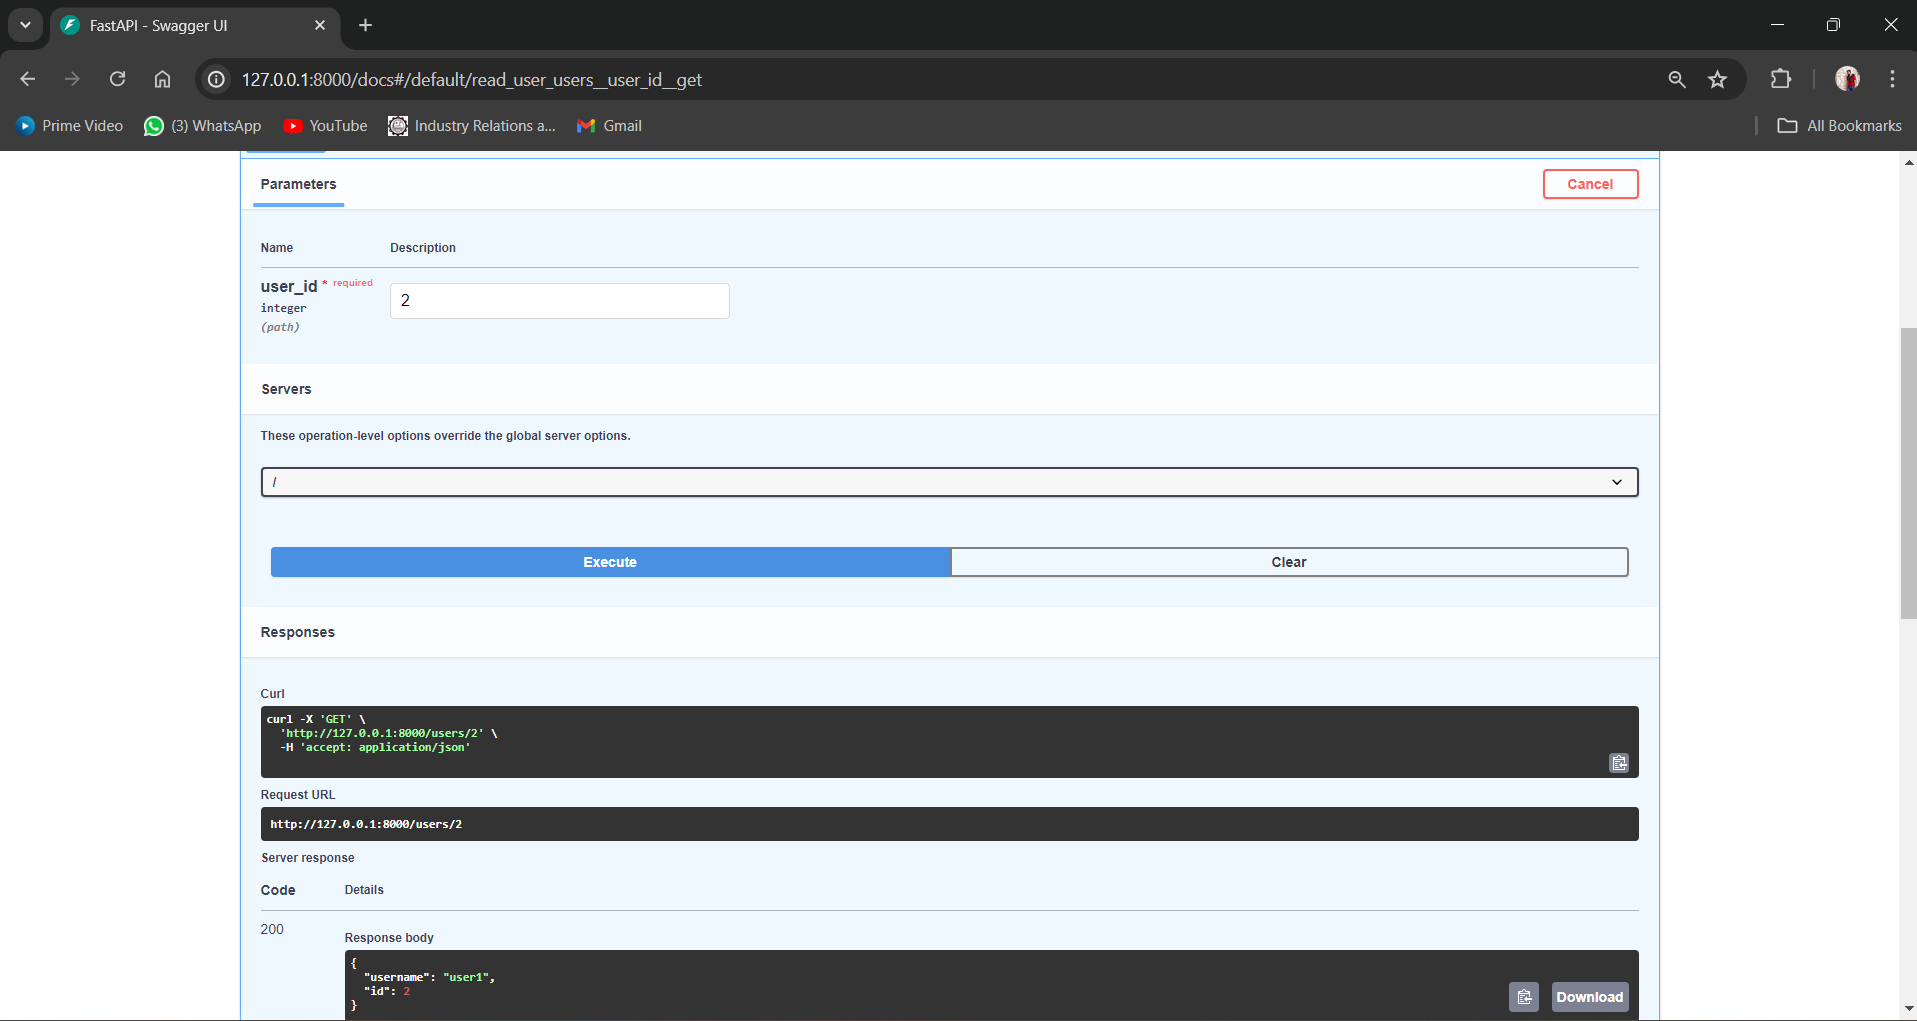 FastAPI - Swagger UI
127.0.0.1:8000/docs#/default/read_user_users__user_id__get
Prime Video (3) WhatsApp YouTube Industry Relations a... Gmail All Bookmarks
Parameters Cancel
Name Description
user_id * required
2
integer
(path)
Servers
These operation-level options override the global server options.
/
Execute Clear
Responses
Curl
curl -X 'GET' \
'http://127.0.0.1:8000/users/2' \
-H 'accept: application/json'
Request URL
http://127.0.0.1:8000/users/2
Server response
Code Details
200
Response body
{
"username": "user1",
"id": 2
}
Download